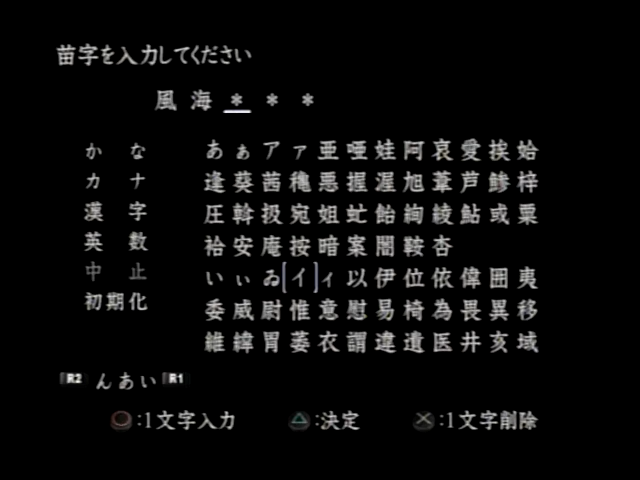 苗字を入力してください
風海＊＊＊
かな あぁアァ亜唖娃阿哀愛挨姶
カナ 逢葵茜穐悪握渥旭葦芦鯵梓
漢字 圧斡扱宛姐虻飴絢綾鮎或粟
英数 袷安庵按暗案闇鞍杏
中止 いぃゐ[イ]ィ以伊位依偉囲夷
初期化 委威尉惟意慰易椅為畏異移
維緯胃萎衣謂違遺医井亥域
R2 んあい R1
○:1文字入力 △:決定 ×:1文字削除